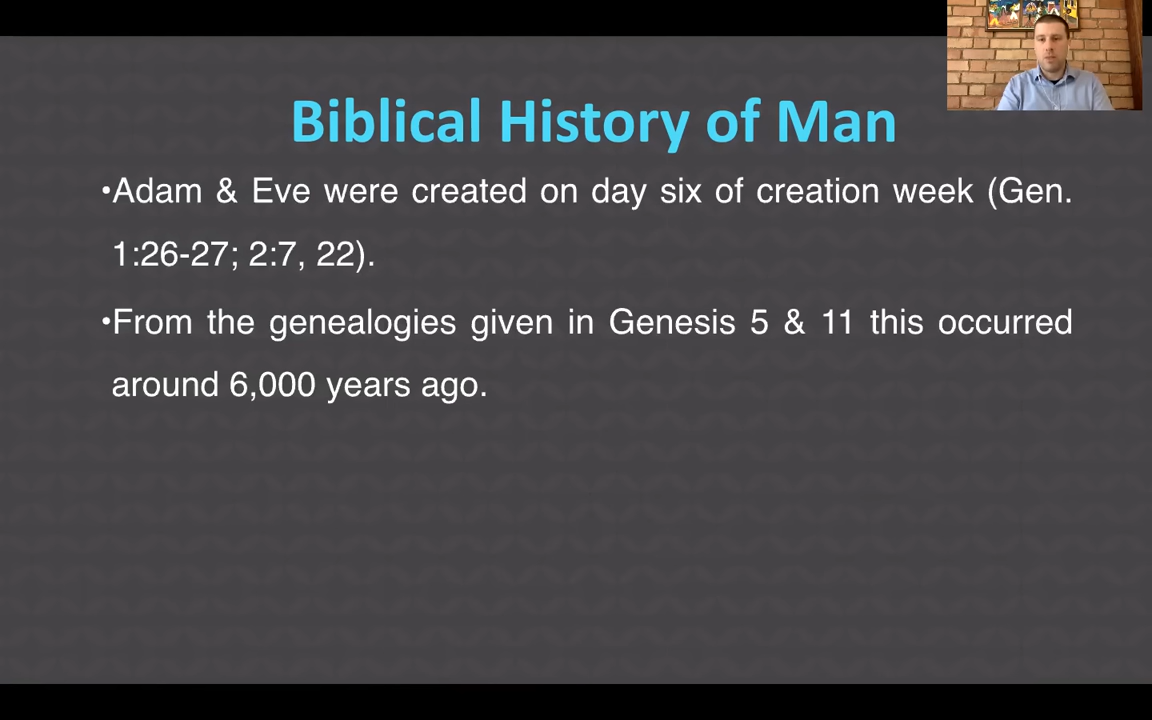 Biblical History of Man
•Adam & Eve were created on day six of creation week (Gen.
1:26-27; 2:7, 22).
•From the genealogies given in Genesis 5 & 11 this occurred
around 6,000 years ago.